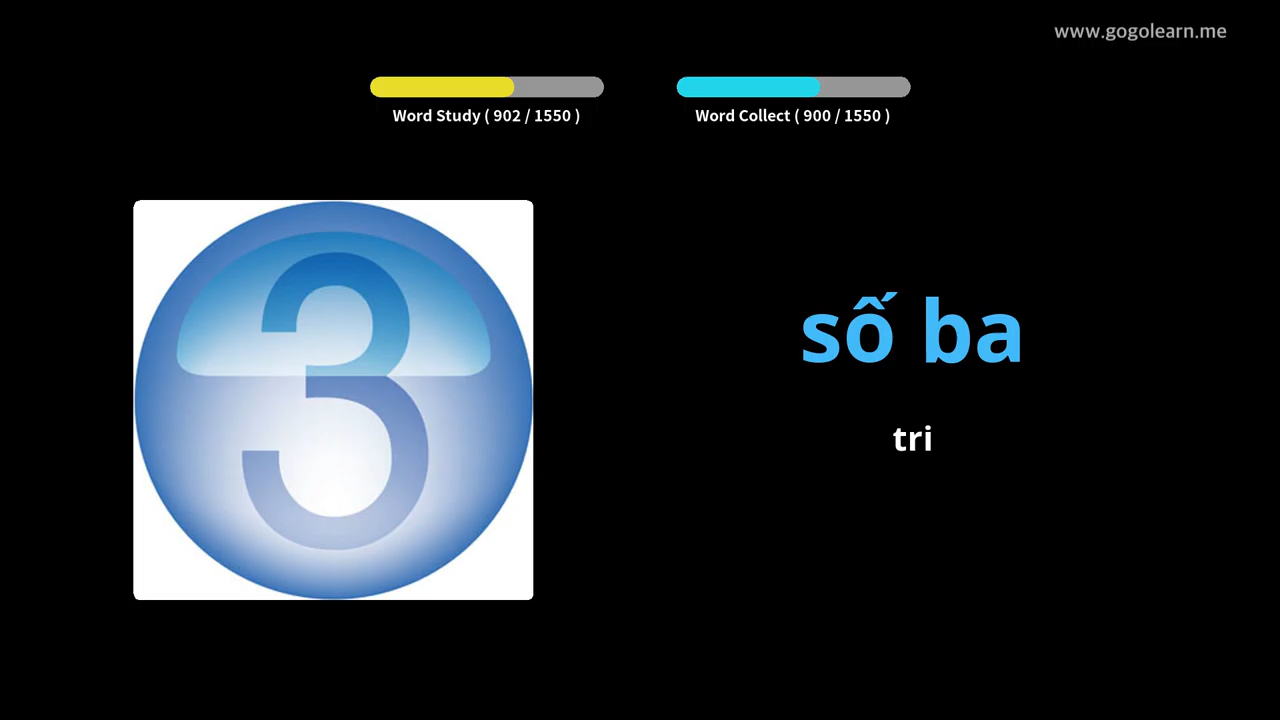 www.gogolearn.me
Word Study ( 902 / 1550 )
Word Collect ( 900 / 1550 )
3
số ba
tri